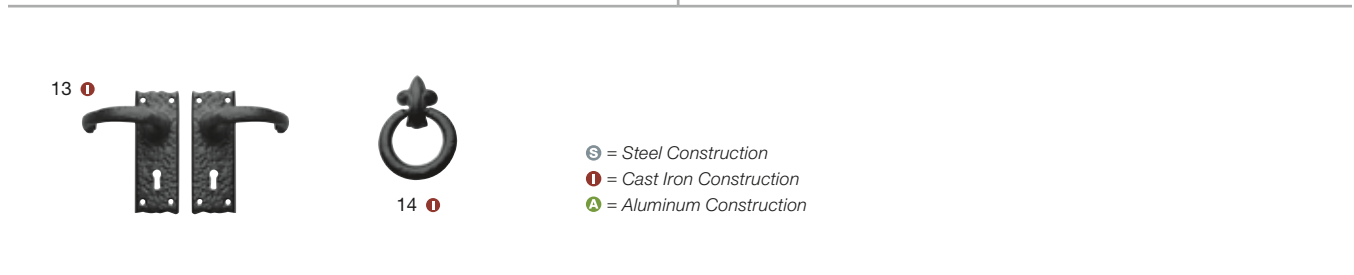 13 I
14 I
S = Steel Construction
I = Cast Iron Construction
A = Aluminum Construction